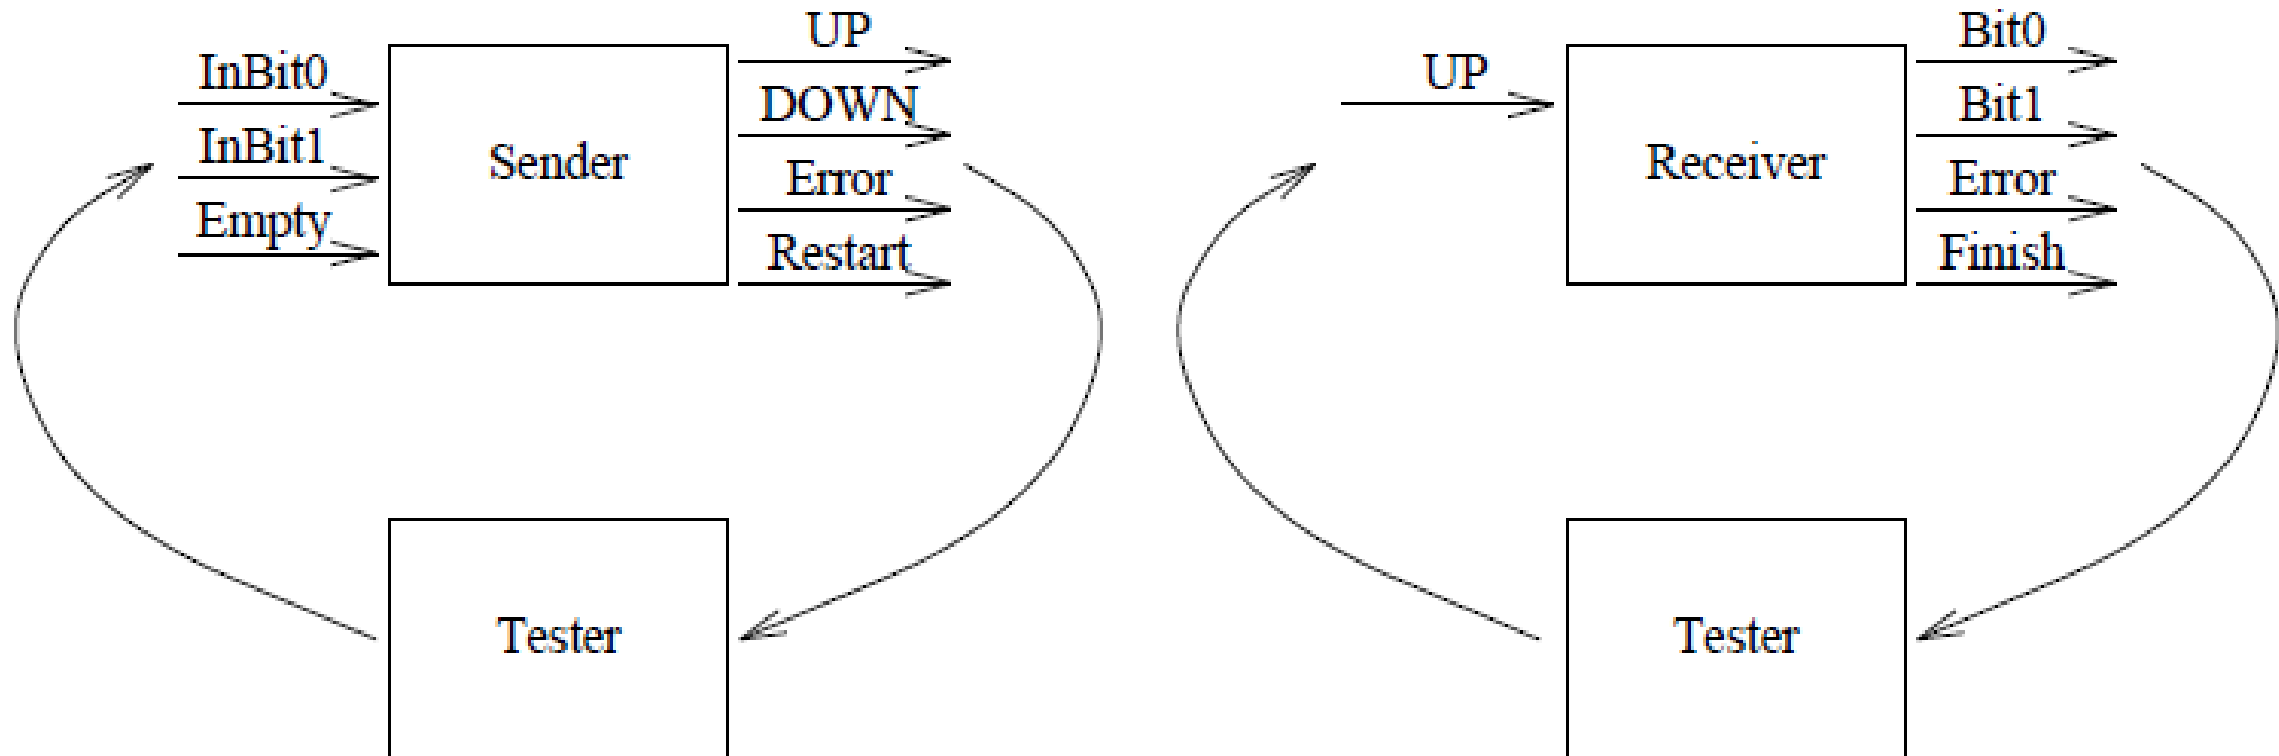 InBit0
InBit1
Empty
Sender
UP
DOWN
Error
Restart
Tester
UP
Receiver
Bit0
Bit1
Error
Finish
Tester